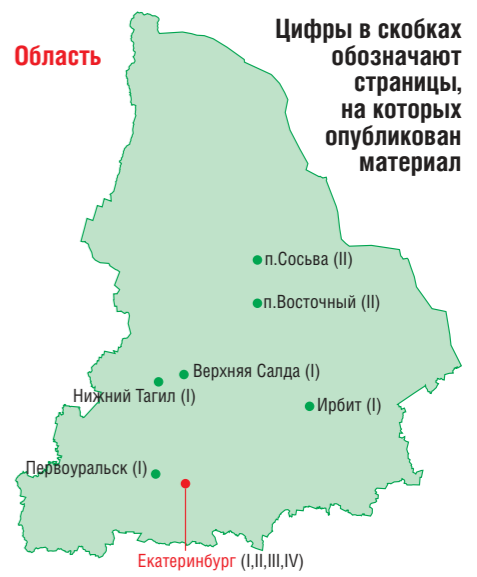 Область
Цифры в скобках
обозначают
страницы,
на которых
опубликован
материал
п.Сосьва (II)
п.Восточный (II)
Верхняя Салда (I)
Нижний Тагил (I)
Ирбит (I)
Первоуральск (I)
Екатеринбург (I,II,III,IV)